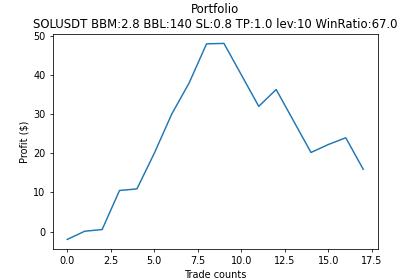 Portfolio
SOLUSDT BBM:2.8 BBL:140 SL:0.8 TP:1.0 lev:10 WinRatio:67.0
50
40
30
20
10
0
Profit ($)
0.0 2.5 5.0 7.5 10.0 12.5 15.0 17.5
Trade counts